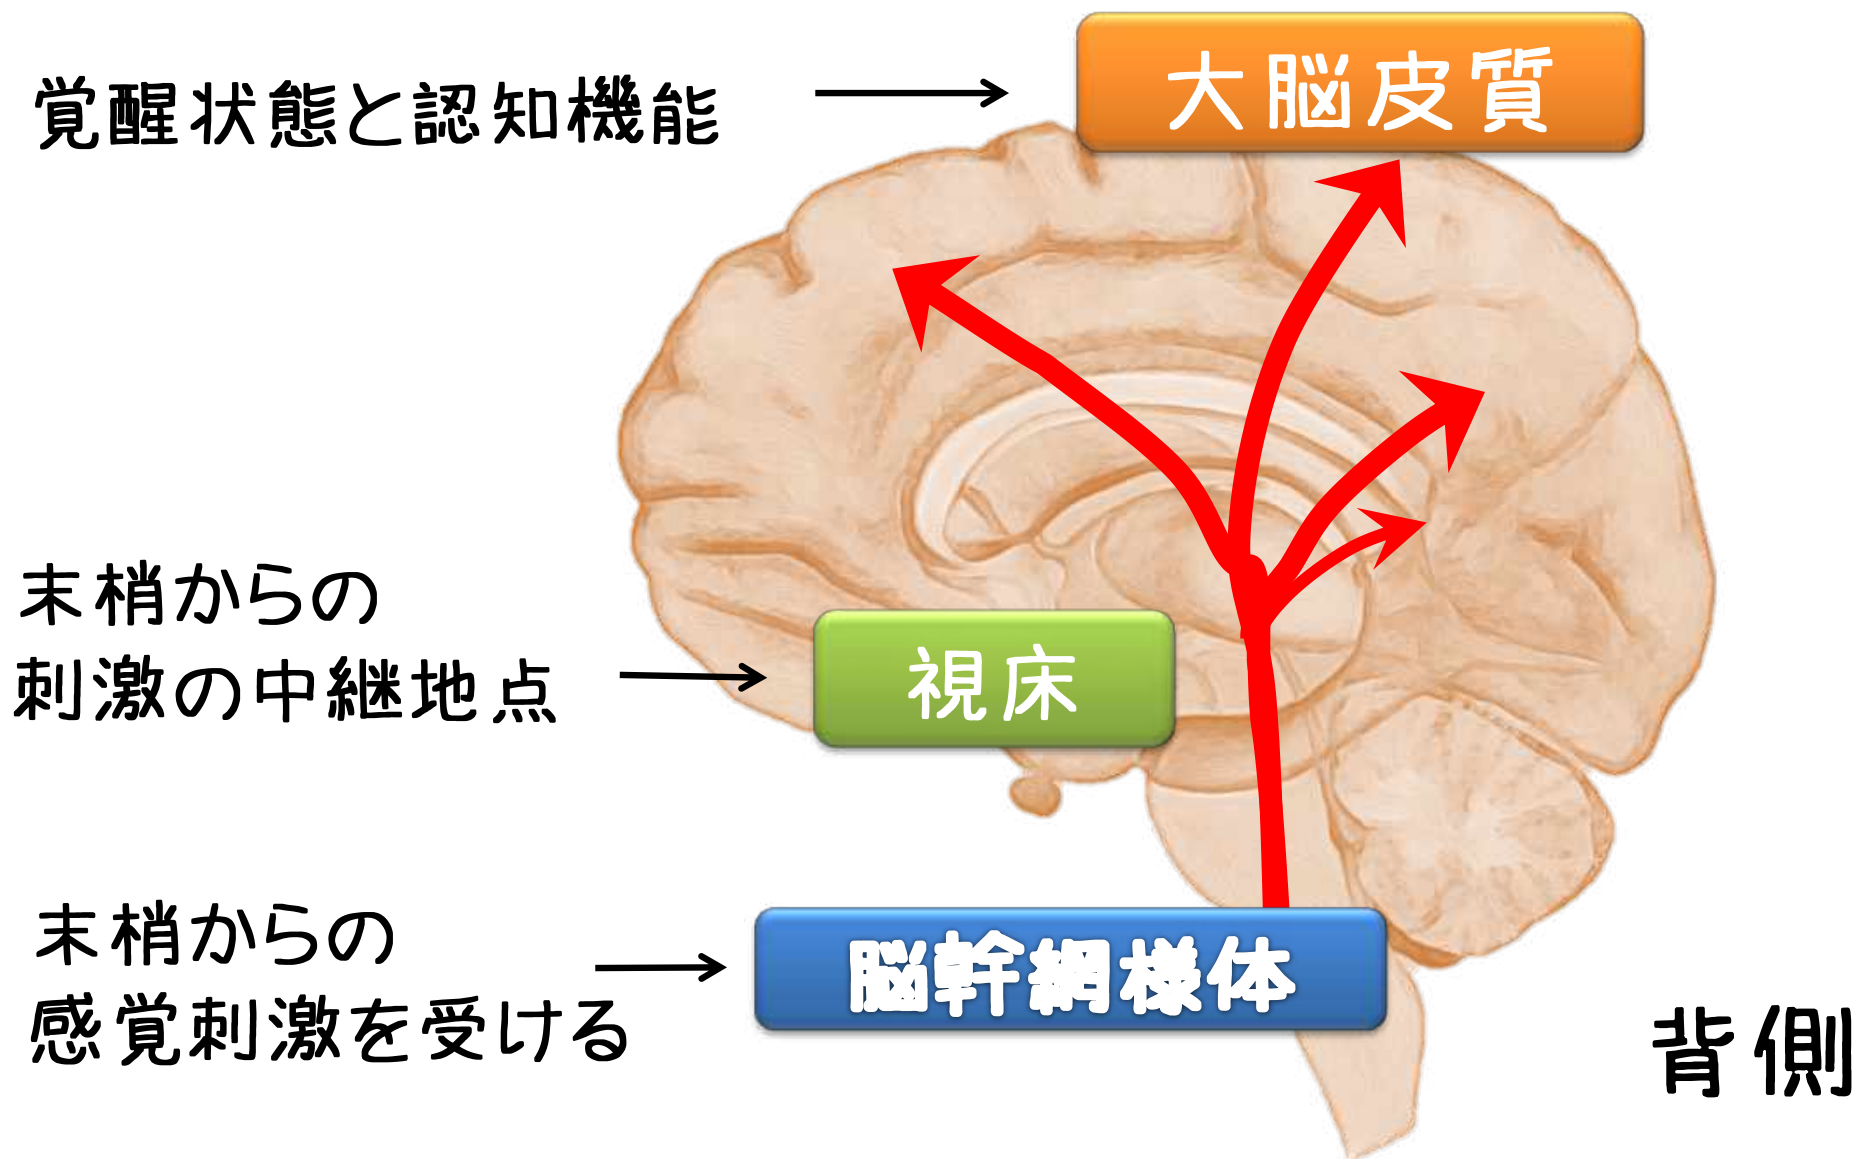 覚醒状態と認知機能
大脳皮質
末梢からの
刺激の中継地点
視床
末梢からの
感覚刺激を受ける
脳幹網様体
背側